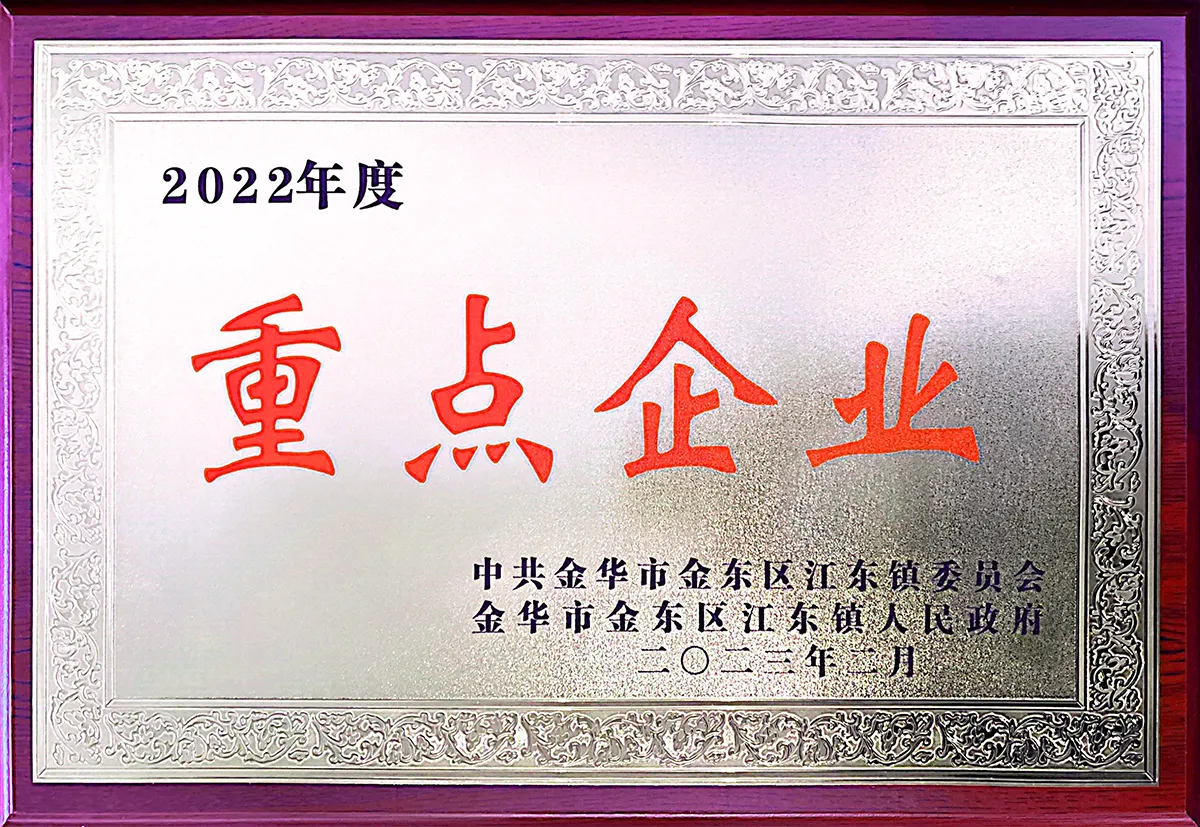 2022年度
重点企业
中共金华市金东区江东镇委员会
金华市金东区江东镇人民政府
二〇二三年二月